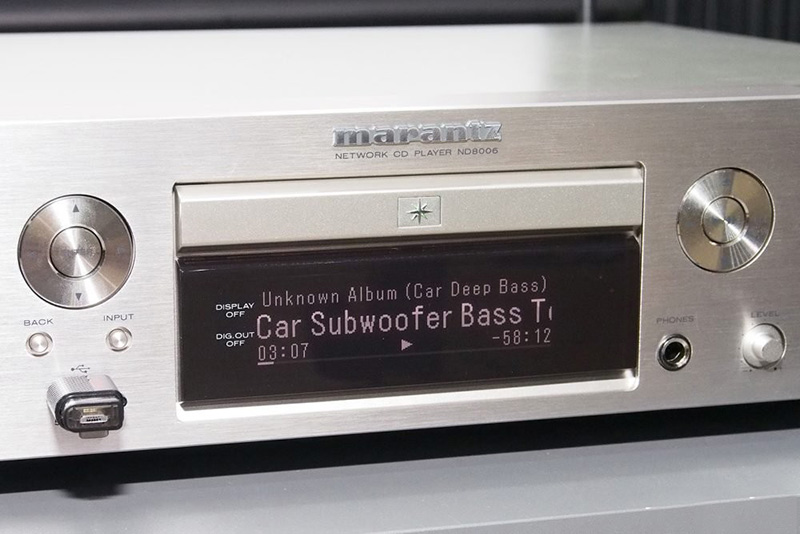 marantz
NETWORK CD PLAYER ND8006
DISPLAY OFF
Unknown Album (Car Deep Bass)
DIG.OUT OFF
Car Subwoofer Bass
03:07
-58:12
BACK
INPUT
PHONES
LEVEL